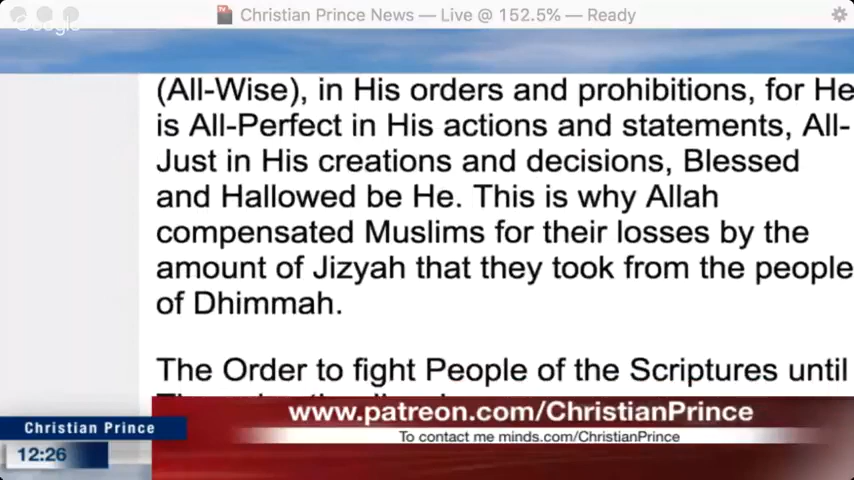 Christian Prince News — Live @ 152.5% — Ready
Google
(All-Wise), in His orders and prohibitions, for He
is All-Perfect in His actions and statements, All-
Just in His creations and decisions, Blessed
and Hallowed be He. This is why Allah
compensated Muslims for their losses by the
amount of Jizyah that they took from the people
of Dhimmah.
The Order to fight People of the Scriptures until
www.patreon.com/ChristianPrince
To contact me minds.com/ChristianPrince
Christian Prince
12:26